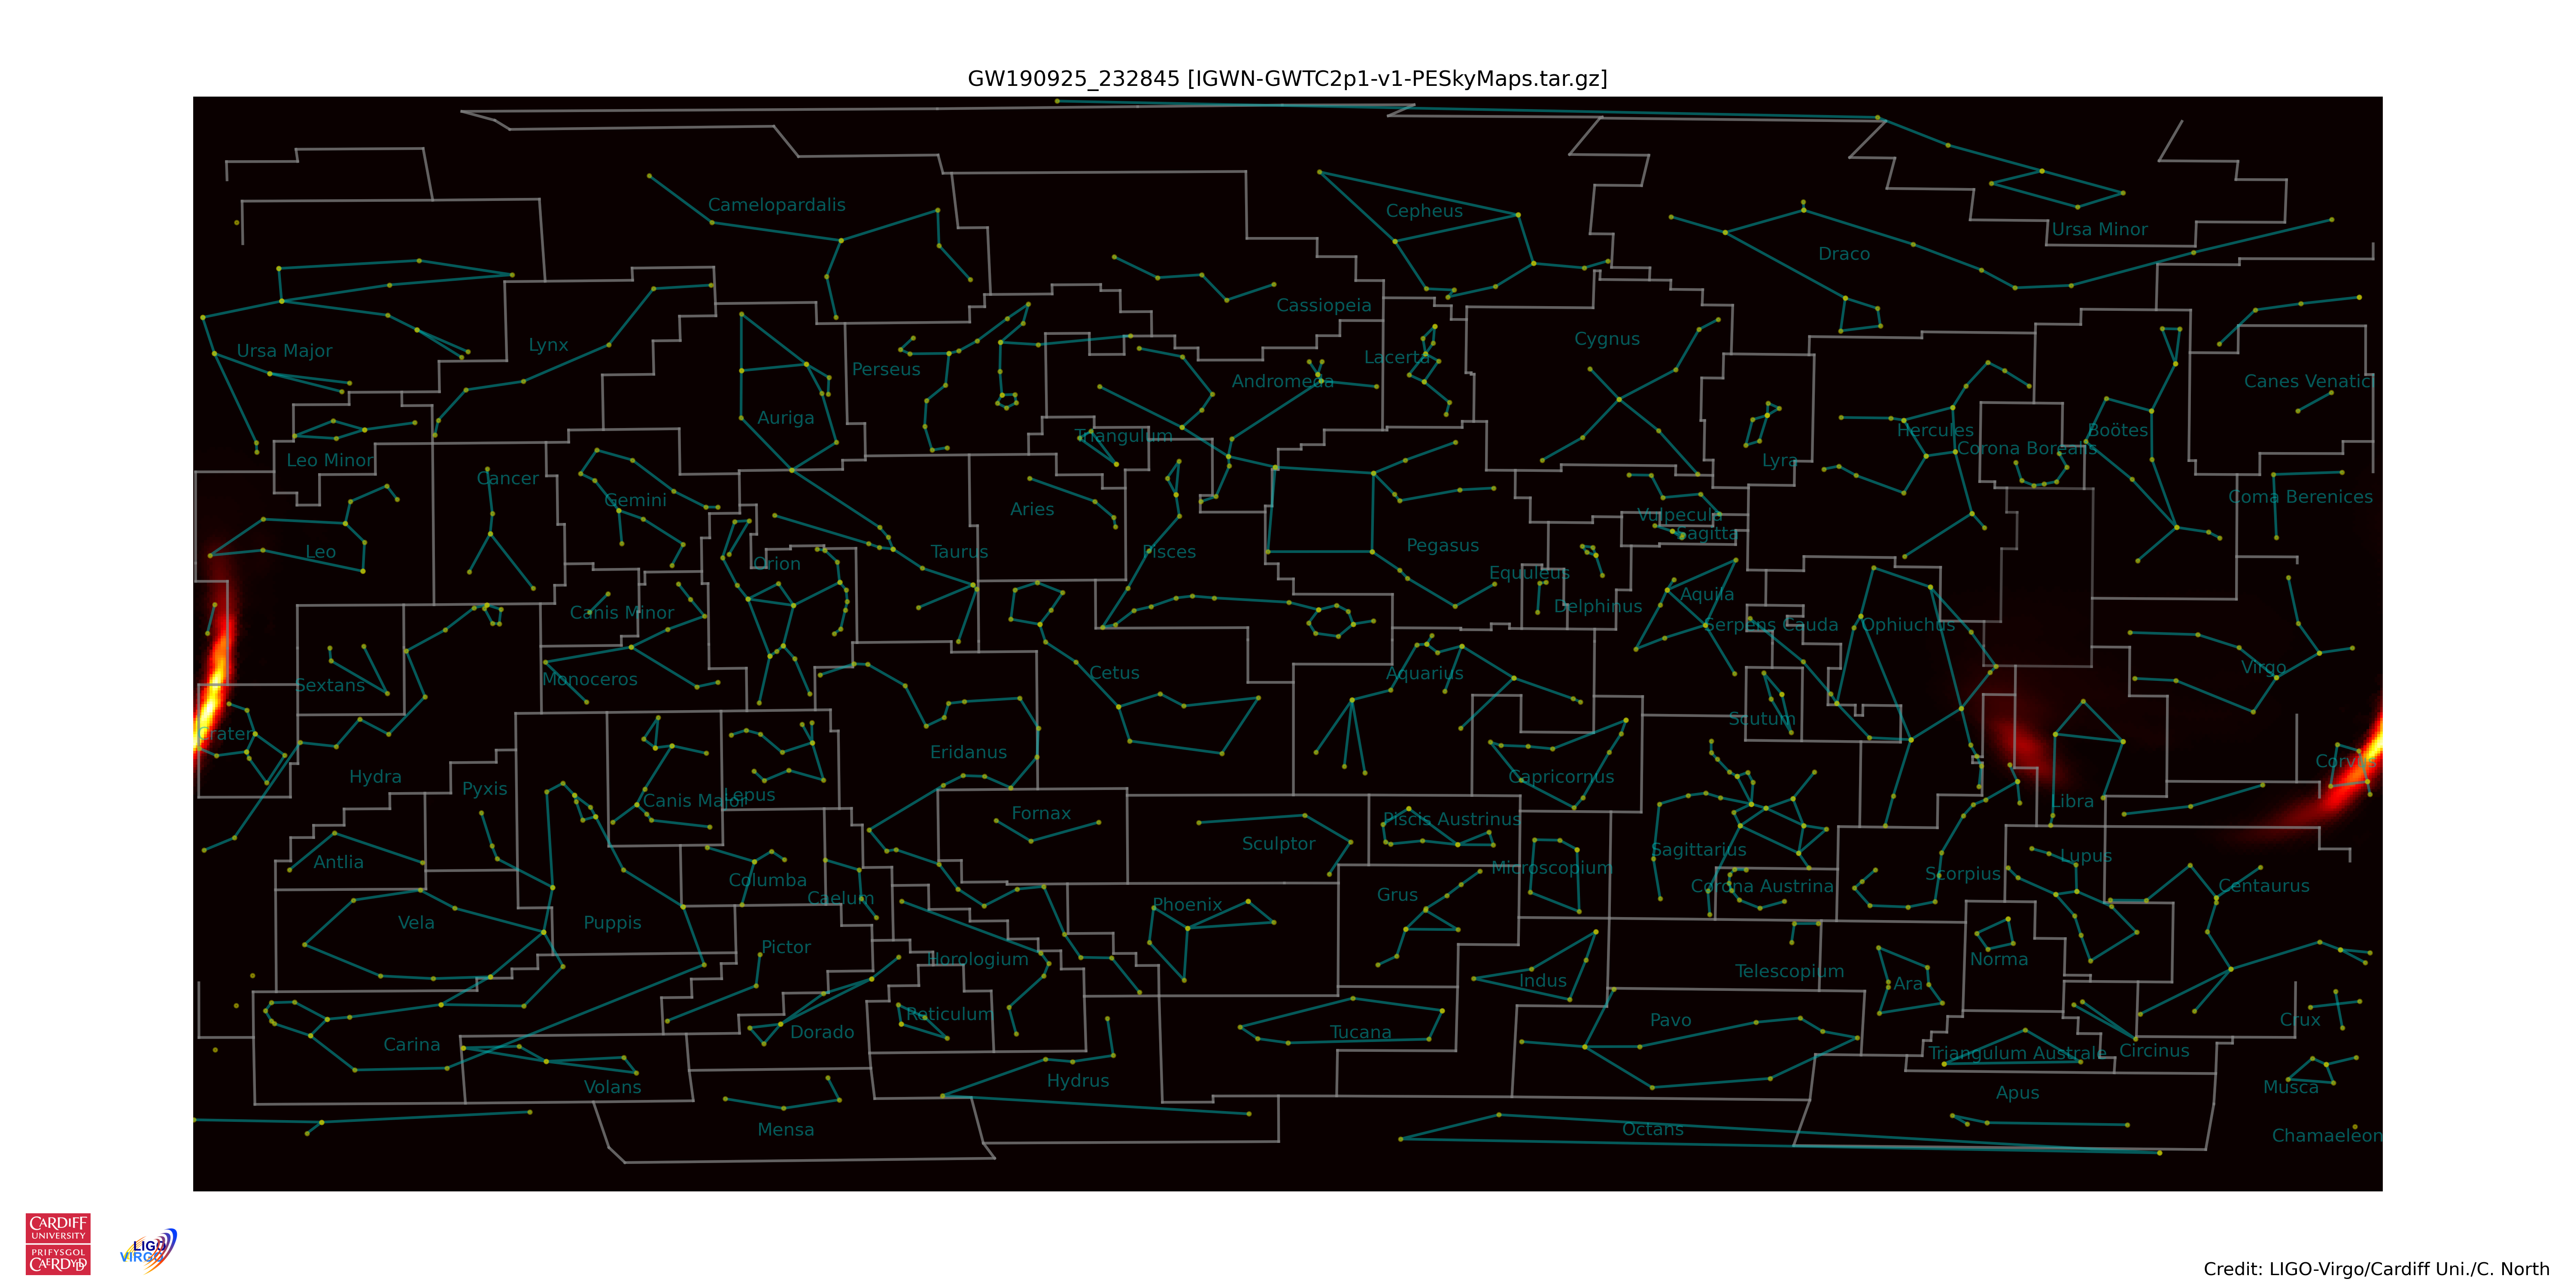 GW190925_232845 [IGWN-GWTC2p1-v1-PESkyMaps.tar.gz]
Camelopardalis
Cepheus
Ursa Minor
Draco
Cassiopeia
Cygnus
Lynx
Ursa Major
Lacerta
Perseus
Andromeda
Canes Venatici
Auriga
Hercules
Boötes
Triangulum
Corona Borealis
Leo Minor
Lyra
Cancer
Gemini
Coma Berenices
Aries
Vulpecula
Sagitta
Pegasus
Leo
Taurus
Pisces
Orion
Equuleus
Aquila
Delphinus
Canis Minor
Serpens Cauda
Ophiuchus
Virgo
Cetus
Aquarius
Monoceros
Sextans
Scutum
Crater
Eridanus
Corvus
Hydra
Capricornus
Pyxis
Lepus
Canis Major
Libra
Fornax
Piscis Austrinus
Sculptor
Sagittarius
Lupus
Antlia
Microscopium
Scorpius
Columba
Corona Austrina
Centaurus
Grus
Caelum
Phoenix
Vela
Puppis
Pictor
Horologium
Norma
Telescopium
Indus
Ara
Reticulum
Pavo
Crux
Dorado
Tucana
Carina
Circinus
Triangulum Australe
Hydrus
Volans
Musca
Apus
Mensa
Octans
Chamaeleon
CARDIFF
UNIVERSITY
PRIFYSGOL
CAERDYDD
LIGO
VIRGO
Credit: LIGO-Virgo/Cardiff Uni./C. North